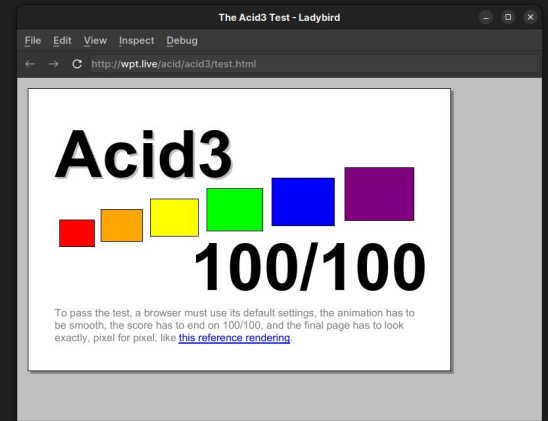 The Acid3 Test - Ladybird
File Edit View Inspect Debug
http://wpt.live/acid/acid3/test.html
Acid3
100/100
To pass the test, a browser must use its default settings, the animation has to
be smooth, the score has to end on 100/100, and the final page has to look
exactly, pixel for pixel, like this reference rendering.